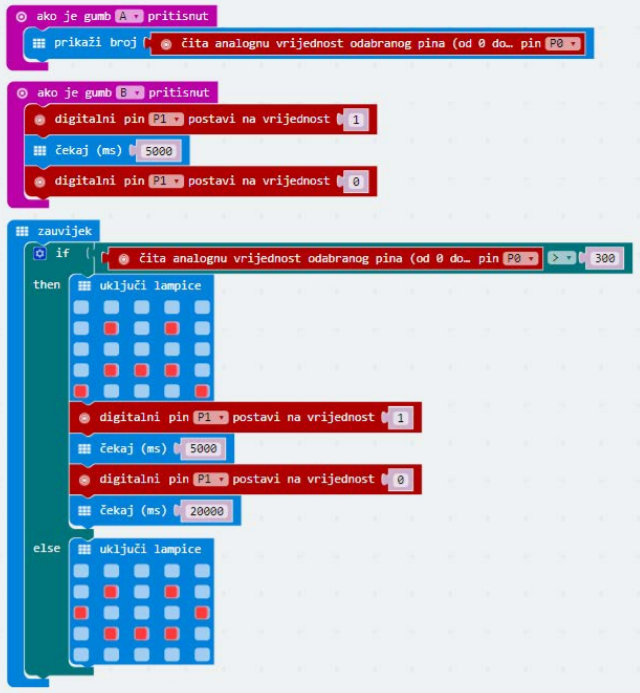 ako je gumb A pritisnut
prikaži broj čita analognu vrijednost odabranog pina (od 0 do… pin P0
ako je gumb B pritisnut
digitalni pin P1 postavi na vrijednost 1
čekaj (ms) 5000
digitalni pin P1 postavi na vrijednost 0
zauvijek
if čita analognu vrijednost odabranog pina (od 0 do… pin P0 > 300
then uključi lampice
digitalni pin P1 postavi na vrijednost 1
čekaj (ms) 5000
digitalni pin P1 postavi na vrijednost 0
čekaj (ms) 20000
else uključi lampice